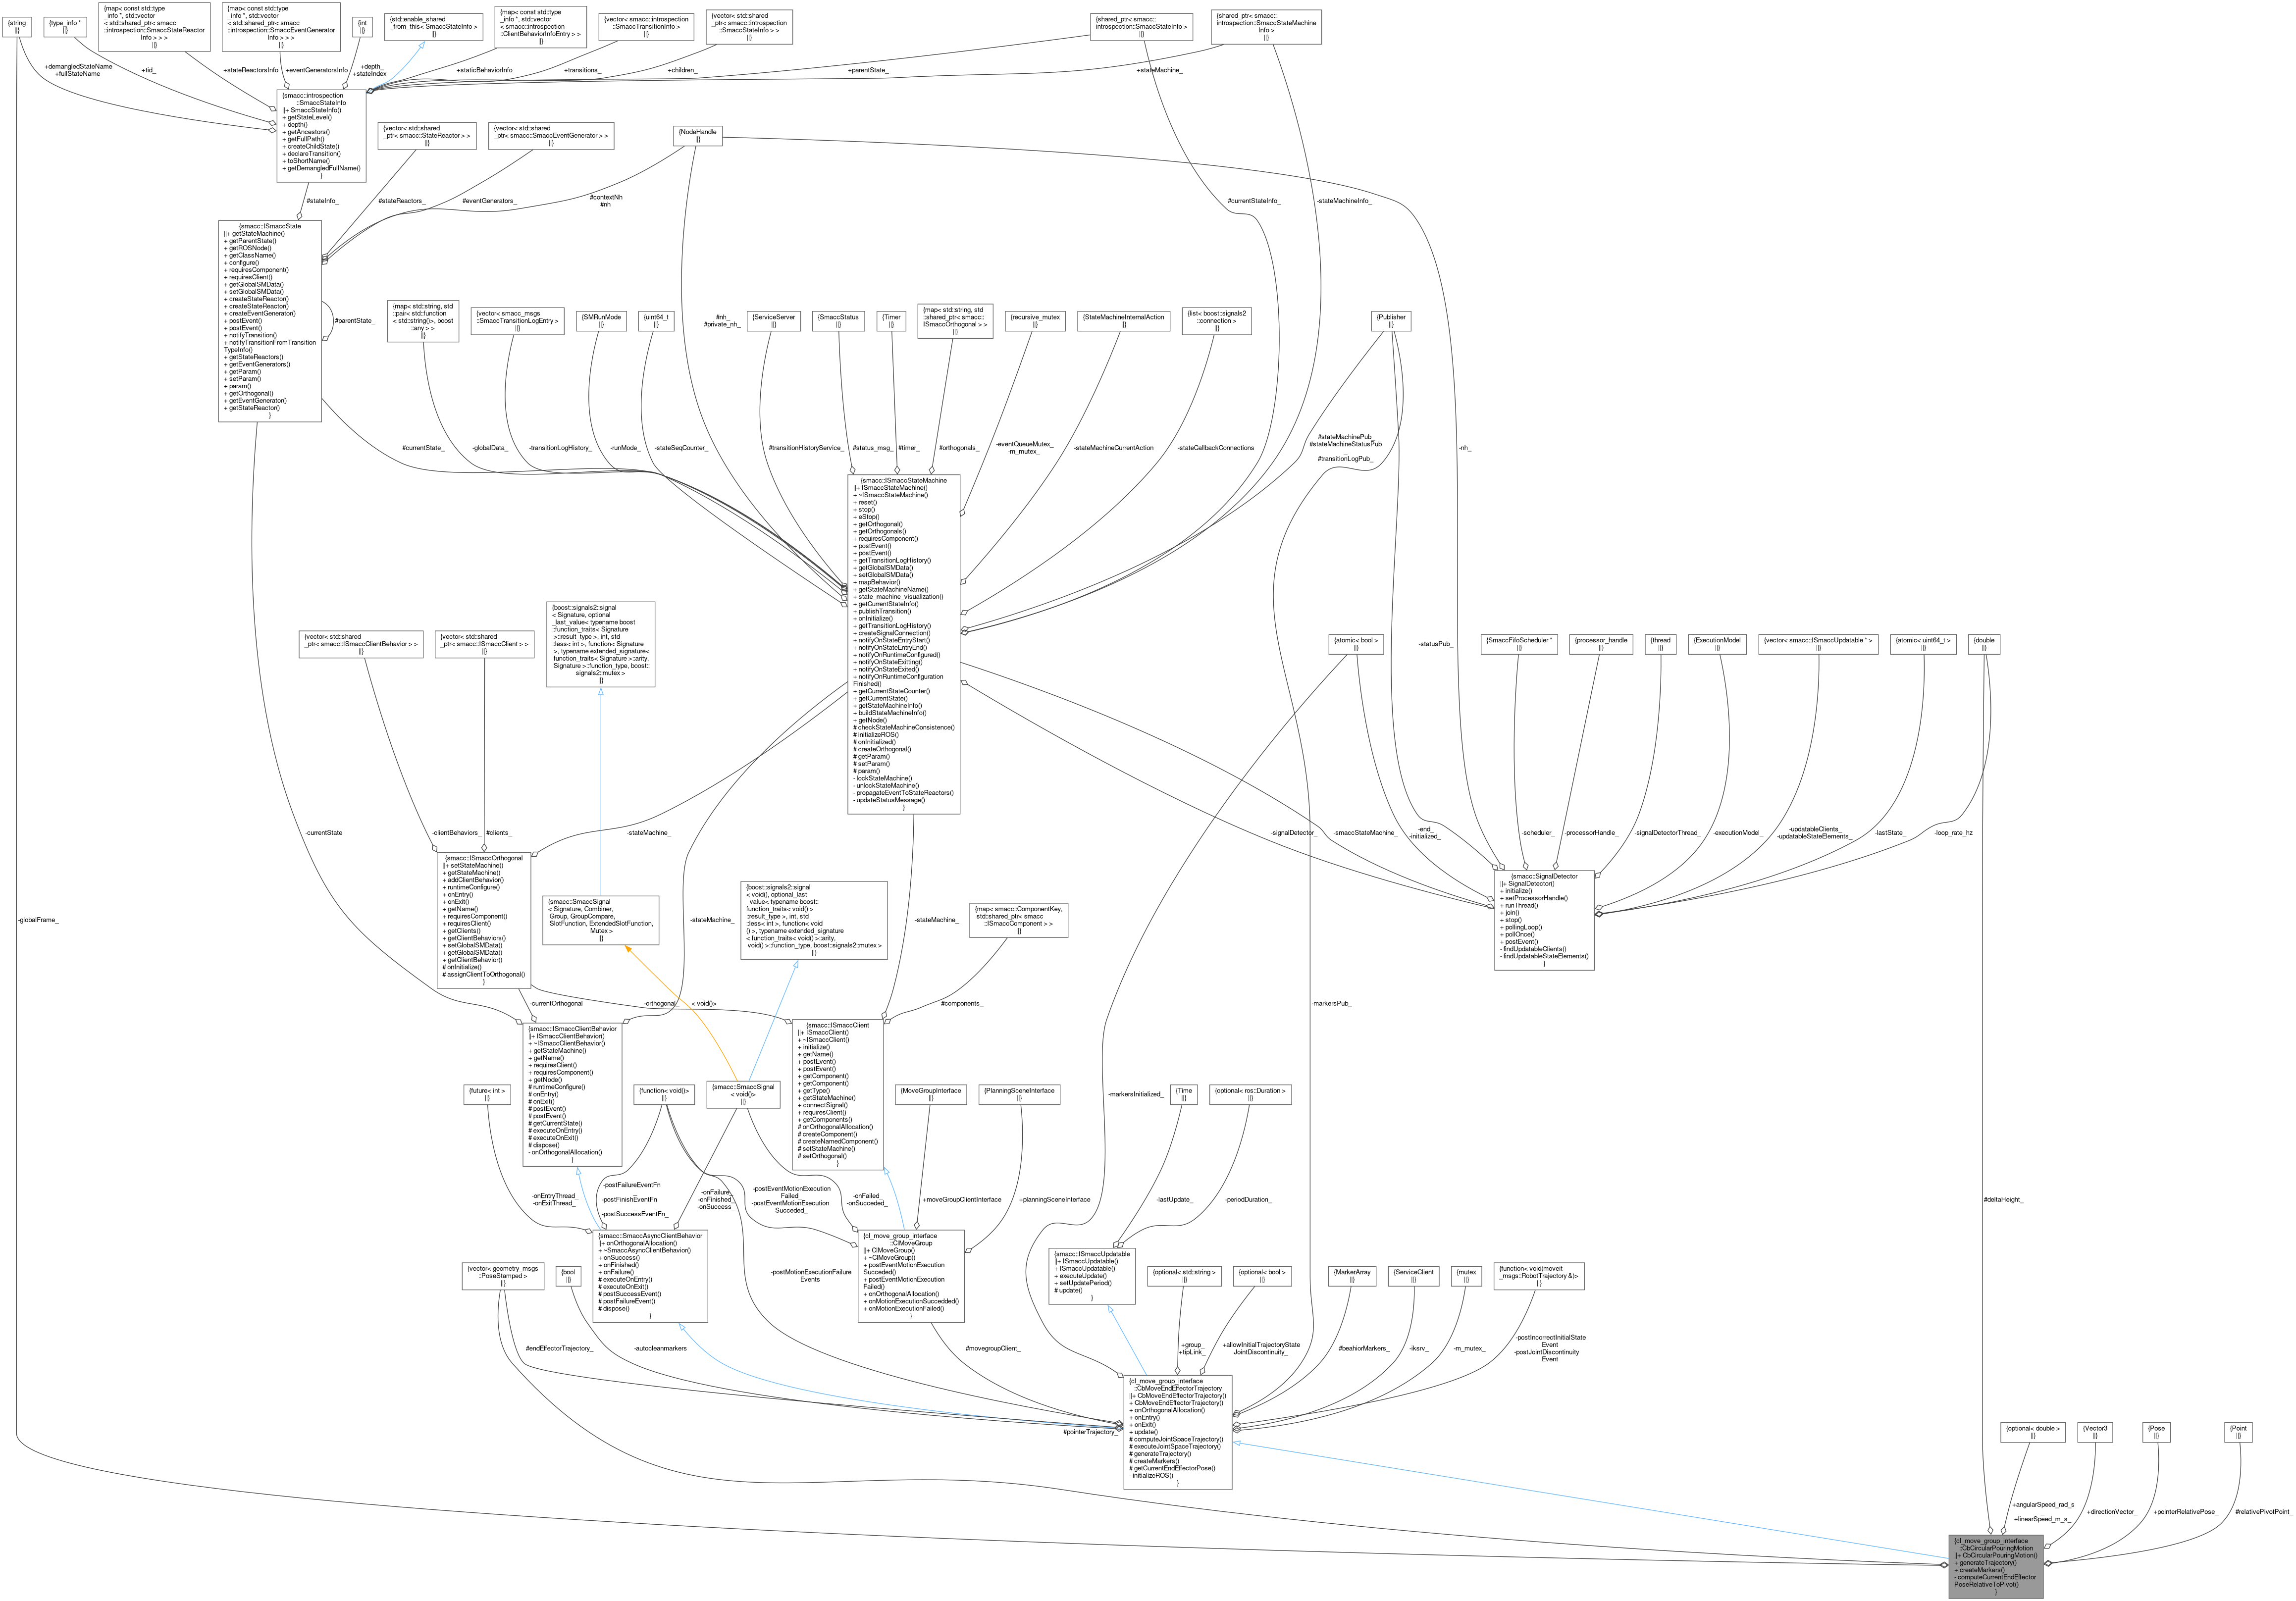 {string
||}
{type_info *
||}
{map< const std::type
_info *, std::vector
< std::shared_ptr< smacc
::introspection::SmaccStateReactor
Info > > >
||}
{map< const std::type
_info *, std::vector
< std::shared_ptr< smacc
::introspection::SmaccEventGenerator
Info > > >
||}
{int
||}
{std::enable_shared
_from_this< SmaccStateInfo >
||}
{map< const std::type
_info *, std::vector
< smacc::introspection
::ClientBehaviorInfoEntry > >
||}
{vector< smacc::introspection
::SmaccTransitionInfo >
||}
{vector< std::shared
_ptr< smacc::introspection
::SmaccStateInfo > >
||}
{shared_ptr< smacc::
introspection::SmaccStateInfo >
||}
{shared_ptr< smacc::
introspection::SmaccStateMachine
Info >
||}
+demangledStateName
+fullStateName
+tid_
+stateReactorsInfo
+eventGeneratorsInfo
+depth_
+stateIndex_
+staticBehaviorInfo
+transitions_
+children_
+parentState_
+stateMachine_
{smacc::introspection
::SmaccStateInfo
||+ SmaccStateInfo()
+ getStateLevel()
+ depth()
+ getAncestors()
+ getFullPath()
+ createChildState()
+ declareTransition()
+ toShortName()
+ getDemangledFullName()
}
{vector< std::shared
_ptr< smacc::StateReactor > >
||}
{vector< std::shared
_ptr< smacc::SmaccEventGenerator > >
||}
{NodeHandle
||}
#stateInfo_
#stateReactors_
#eventGenerators_
#contextNh
#nh
#currentStateInfo_
-stateMachineInfo_
{smacc::ISmaccState
||+ getStateMachine()
+ getParentState()
+ getROSNode()
+ getClassName()
+ configure()
+ requiresComponent()
+ requiresClient()
+ getGlobalSMData()
+ setGlobalSMData()
+ createStateReactor()
+ createStateReactor()
+ createEventGenerator()
+ postEvent()
+ postEvent()
+ notifyTransition()
+ notifyTransitionFromTransition
TypeInfo()
+ getStateReactors()
+ getEventGenerators()
+ getParam()
+ setParam()
+ param()
+ getOrthogonal()
+ getEventGenerator()
+ getStateReactor()
}
#parentState_
{map< std::string, std
::pair< std::function
< std::string()>, boost
::any > >
||}
{vector< smacc_msgs
::SmaccTransitionLogEntry >
||}
{SMRunMode
||}
{uint64_t
||}
#nh_
#private_nh_
{ServiceServer
||}
{SmaccStatus
||}
{Timer
||}
{map< std::string, std
::shared_ptr< smacc::
ISmaccOrthogonal > >
||}
{recursive_mutex
||}
{StateMachineInternalAction
||}
{list< boost::signals2
::connection >
||}
{Publisher
||}
#currentState_
-globalData_
-transitionLogHistory_
-runMode_
-stateSeqCounter_
#transitionHistoryService_
#status_msg_
#timer_
#orthogonals_
-eventQueueMutex_
-m_mutex_
-stateMachineCurrentAction
-stateCallbackConnections
#stateMachinePub_
#stateMachineStatusPub
_
#transitionLogPub_
-nh_
{smacc::ISmaccStateMachine
||+ ISmaccStateMachine()
+ ~ISmaccStateMachine()
+ reset()
+ stop()
+ eStop()
+ getOrthogonal()
+ getOrthogonals()
+ requiresComponent()
+ postEvent()
+ postEvent()
+ getTransitionLogHistory()
+ getGlobalSMData()
+ setGlobalSMData()
+ mapBehavior()
+ getStateMachineName()
+ state_machine_visualization()
+ getCurrentStateInfo()
+ publishTransition()
+ onInitialize()
+ getTransitionLogHistory()
+ createSignalConnection()
+ notifyOnStateEntryStart()
+ notifyOnStateEntryEnd()
+ notifyOnRuntimeConfigured()
+ notifyOnStateExitting()
+ notifyOnStateExited()
+ notifyOnRuntimeConfiguration
Finished()
+ getCurrentStateCounter()
+ getCurrentState()
+ getStateMachineInfo()
+ buildStateMachineInfo()
+ getNode()
# checkStateMachineConsistence()
# initializeROS()
# onInitialized()
# createOrthogonal()
# getParam()
# setParam()
# param()
- lockStateMachine()
- unlockStateMachine()
- propagateEventToStateReactors()
- updateStatusMessage()
}
{boost::signals2::signal
< Signature, optional
_last_value< typename boost
::function_traits< Signature
>::result_type >, int, std
::less< int >, function< Signature
>, typename extended_signature<
function_traits< Signature >::arity,
Signature >::function_type, boost::
signals2::mutex >
||}
{vector< std::shared
_ptr< smacc::ISmaccClientBehavior > >
||}
{vector< std::shared
_ptr< smacc::ISmaccClient > >
||}
{atomic< bool >
||}
-statusPub_
{SmaccFifoScheduler *
||}
{processor_handle
||}
{thread
||}
{ExecutionModel
||}
{vector< smacc::ISmaccUpdatable * >
||}
{atomic< uint64_t >
||}
{double
||}
-currentState
-clientBehaviors_
#clients_
-stateMachine_
-signalDetector_
-smaccStateMachine_
-end_
-initialized_
-scheduler_
-processorHandle_
-signalDetectorThread_
-executionModel_
-updatableClients_
-updatableStateElements_
-lastState_
-loop_rate_hz
{smacc::ISmaccOrthogonal
||+ setStateMachine()
+ getStateMachine()
+ addClientBehavior()
+ runtimeConfigure()
+ onEntry()
+ onExit()
+ getName()
+ requiresComponent()
+ requiresClient()
+ getClients()
+ getClientBehaviors()
+ setGlobalSMData()
+ getGlobalSMData()
+ getClientBehavior()
# onInitialize()
# assignClientToOrthogonal()
}
{smacc::SmaccSignal
< Signature, Combiner,
Group, GroupCompare,
SlotFunction, ExtendedSlotFunction,
Mutex >
||}
{boost::signals2::signal
< void(), optional_last
_value< typename boost::
function_traits< void() >
::result_type >, int, std
::less< int >, function< void
() >, typename extended_signature
< function_traits< void() >::arity,
void() >::function_type, boost::signals2::mutex >
||}
{map< smacc::ComponentKey,
std::shared_ptr< smacc
::ISmaccComponent > >
||}
{smacc::SignalDetector
||+ SignalDetector()
+ initialize()
+ setProcessorHandle()
+ runThread()
+ join()
+ stop()
+ pollingLoop()
+ pollOnce()
+ postEvent()
- findUpdatableClients()
- findUpdatableStateElements()
}
-globalFrame_
-stateMachine_
-stateMachine_
-currentOrthogonal
-orthogonal_
< void()>
#components_
-markersPub_
{smacc::ISmaccClientBehavior
||+ ISmaccClientBehavior()
+ ~ISmaccClientBehavior()
+ getStateMachine()
+ getName()
+ requiresClient()
+ requiresComponent()
+ getNode()
# runtimeConfigure()
# onEntry()
# onExit()
# postEvent()
# postEvent()
# getCurrentState()
# executeOnEntry()
# executeOnExit()
# dispose()
- onOrthogonalAllocation()
}
{smacc::ISmaccClient
||+ ISmaccClient()
+ ~ISmaccClient()
+ initialize()
+ getName()
+ postEvent()
+ postEvent()
+ getComponent()
+ getComponent()
+ getType()
+ getStateMachine()
+ connectSignal()
+ requiresClient()
+ getComponents()
# onOrthogonalAllocation()
# createComponent()
# createNamedComponent()
# setStateMachine()
# setOrthogonal()
}
{future< int >
||}
{function< void()>
||}
{smacc::SmaccSignal
< void()>
||}
{MoveGroupInterface
||}
{PlanningSceneInterface
||}
-markersInitialized_
{Time
||}
{optional< ros::Duration >
||}
-onEntryThread_
-onExitThread_
-postFailureEventFn
_
-postFinishEventFn
_
-postSuccessEventFn_
-onFailure_
-onFinished_
-onSuccess_
-postEventMotionExecution
Failed_
-postEventMotionExecution
Succeded_
-onFailed_
-onSucceded_
+moveGroupClientInterface
+planningSceneInterface
-lastUpdate_
-periodDuration_
#deltaHeight_
{smacc::SmaccAsyncClientBehavior
||+ onOrthogonalAllocation()
+ ~SmaccAsyncClientBehavior()
+ onSuccess()
+ onFinished()
+ onFailure()
# executeOnEntry()
# executeOnExit()
# postSuccessEvent()
# postFailureEvent()
# dispose()
}
{cl_move_group_interface
::ClMoveGroup
||+ ClMoveGroup()
+ ~ClMoveGroup()
+ postEventMotionExecution
Succeded()
+ postEventMotionExecution
Failed()
+ onOrthogonalAllocation()
+ onMotionExecutionSuccedded()
+ onMotionExecutionFailed()
}
{smacc::ISmaccUpdatable
||+ ISmaccUpdatable()
+ ISmaccUpdatable()
+ executeUpdate()
+ setUpdatePeriod()
# update()
}
{vector< geometry_msgs
::PoseStamped >
||}
{bool
||}
-postMotionExecutionFailure
Events
{optional< std::string >
||}
{optional< bool >
||}
{MarkerArray
||}
{ServiceClient
||}
{mutex
||}
{function< void(moveit
_msgs::RobotTrajectory &)>
||}
#endEffectorTrajectory_
-autocleanmarkers
#movegroupClient_
+group_
+tipLink_
+allowInitialTrajectoryState
JointDiscontinuity_
#beahiorMarkers_
-iksrv_
-m_mutex_
-postIncorrectInitialState
Event
-postJointDiscontinuity
Event
{cl_move_group_interface
::CbMoveEndEffectorTrajectory
||+ CbMoveEndEffectorTrajectory()
+ CbMoveEndEffectorTrajectory()
+ onOrthogonalAllocation()
+ onEntry()
+ onExit()
+ update()
# computeJointSpaceTrajectory()
# executeJointSpaceTrajectory()
# generateTrajectory()
# createMarkers()
# getCurrentEndEffectorPose()
- initializeROS()
}
#pointerTrajectory_
{optional< double >
||}
{Vector3
||}
{Pose
||}
{Point
||}
+angularSpeed_rad_s
_
+linearSpeed_m_s_
+directionVector_
+pointerRelativePose_
#relativePivotPoint_
{cl_move_group_interface
::CbCircularPouringMotion
||+ CbCircularPouringMotion()
+ generateTrajectory()
+ createMarkers()
- computeCurrentEndEffector
PoseRelativeToPivot()
}